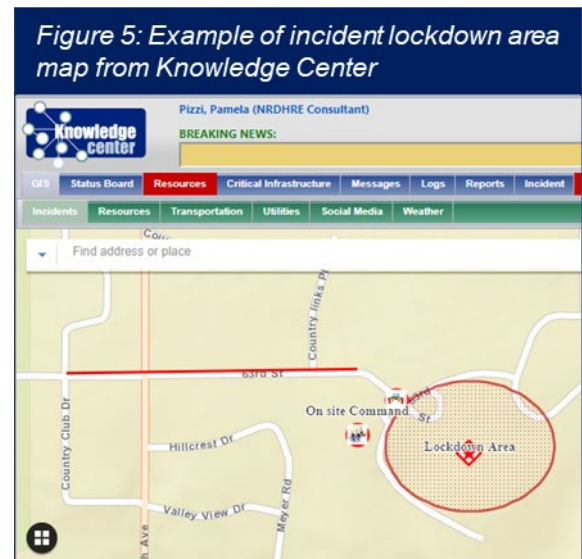 Figure 5: Example of incident lockdown area
map from Knowledge Center
Knowledge
center
Pizzi, Pamela (NRDHRE Consultant)
BREAKING NEWS:
GIS Status Board Resources Critical Infrastructure Messages Logs Reports Incident
Incidents Resources Transportation Utilities Social Media Weather
Find address or place
Country links Pl
63rd St
63rd St
On site Command
Lockdown Area
Country Club Dr
Hillcrest Dr
Meyer Rd
Valley View Dr
h Ave